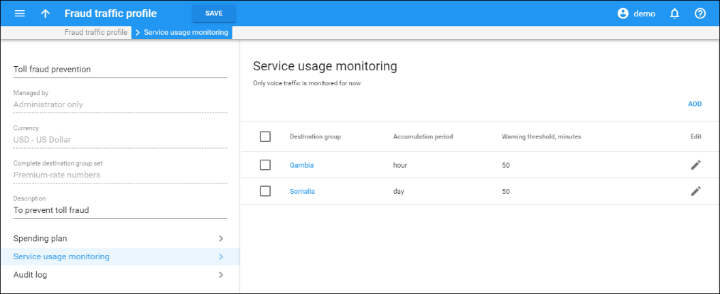 Fraud traffic profile
SAVE
demo
Fraud traffic profile
Service usage monitoring
Toll fraud prevention
Managed by
Administrator only
Currency
USD - US Dollar
Complete destination group set
Premium-rate numbers
Description
To prevent toll fraud
Spending plan
Service usage monitoring
Audit log
Service usage monitoring
Only voice traffic is monitored for now
ADD
Destination group Accumulation period Warning threshold, minutes Edit
Gambia hour 50
Somalia day 50